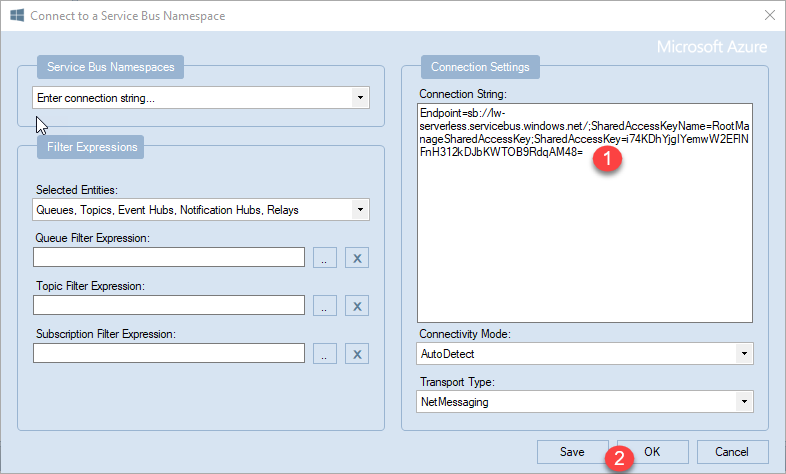 Connect to a Service Bus Namespace
Microsoft Azure
Service Bus Namespaces
Enter connection string...
Filter Expressions
Selected Entities:
Queues, Topics, Event Hubs, Notification Hubs, Relays
Queue Filter Expression:
..
X
Topic Filter Expression:
..
X
Subscription Filter Expression:
..
X
Connection Settings
Connection String:
Endpoint=sb://lw-
serverless.servicebus.windows.net/;SharedAccessKeyName=RootMa
nageSharedAccessKey;SharedAccessKey=
1
Connectivity Mode:
AutoDetect
Transport Type:
NetMessaging
Save
2
OK
Cancel